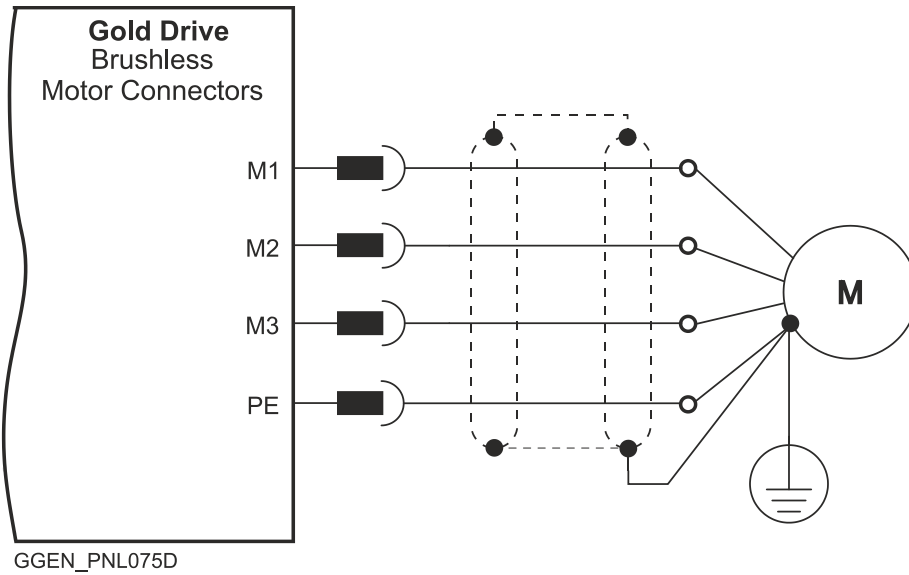 Gold Drive
Brushless
Motor Connectors
M1
M2
M3
PE
M
GGEN_PNL075D